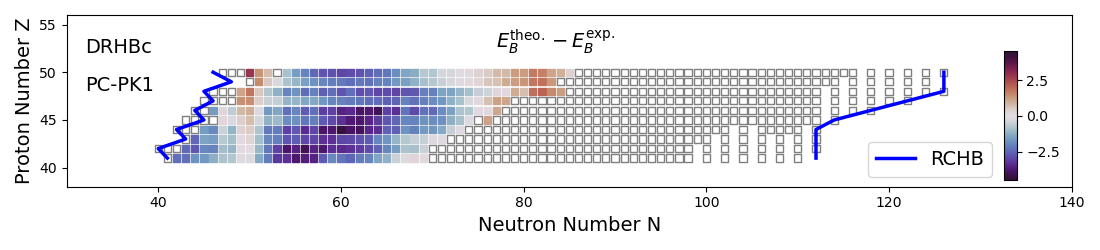 Proton Number Z
55
50
45
40
DRHBc
PC-PK1
E_B^theo. − E_B^exp.
2.5
0.0
−2.5
RCHB
40
60
80
100
120
140
Neutron Number N